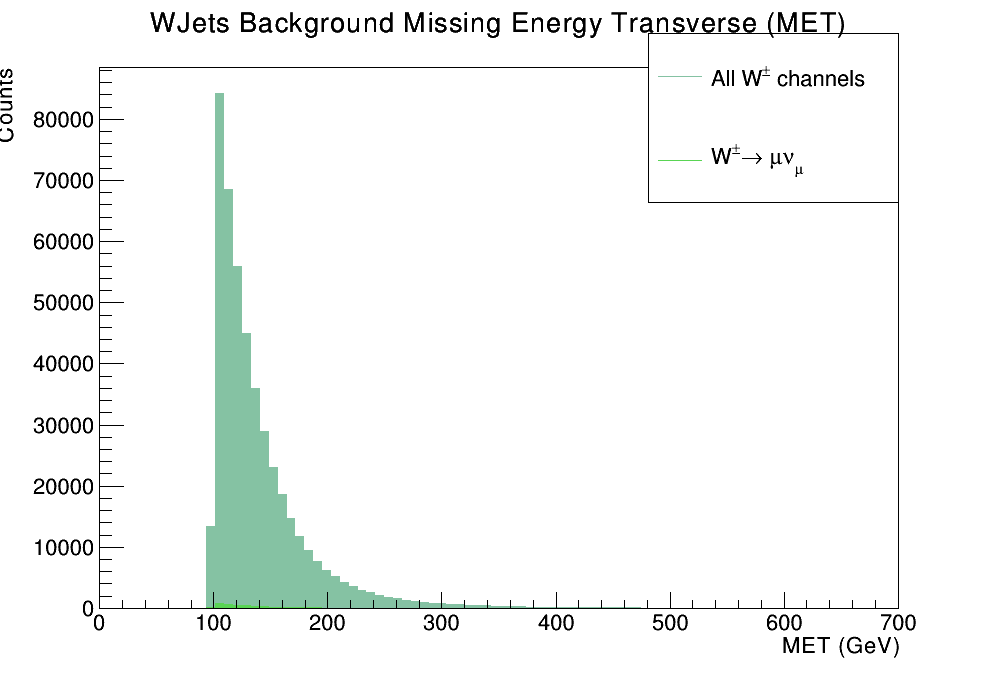 WJets Background Missing Energy Transverse (MET)
All W± channels
W±→ μν_μ
Counts
80000
70000
60000
50000
40000
30000
20000
10000
0
0 100 200 300 400 500 600 700
MET (GeV)